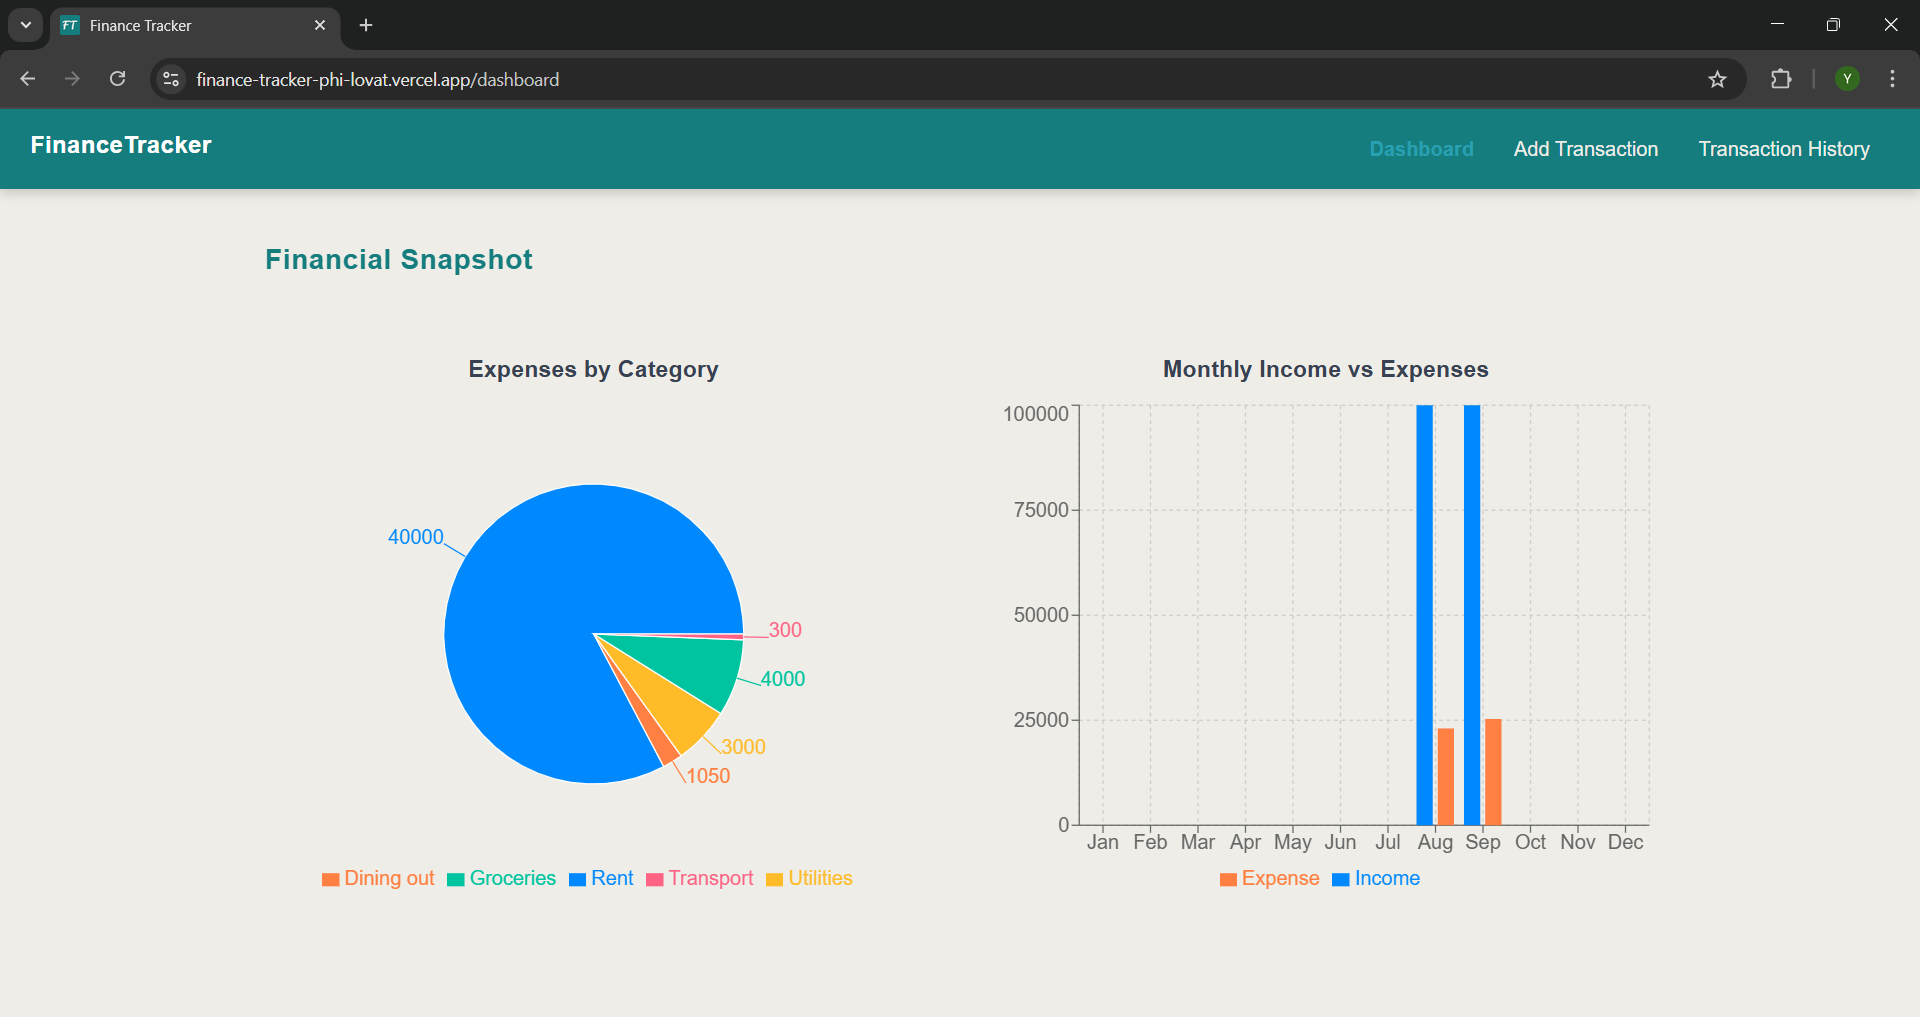 FT Finance Tracker
finance-tracker-phi-lovat.vercel.app/dashboard
Y
FinanceTracker
Dashboard Add Transaction Transaction History
Financial Snapshot
Expenses by Category
40000
300
4000
3000
1050
Dining out Groceries Rent Transport Utilities
Monthly Income vs Expenses
100000
75000
50000
25000
0
Jan Feb Mar Apr May Jun Jul Aug Sep Oct Nov Dec
Expense Income